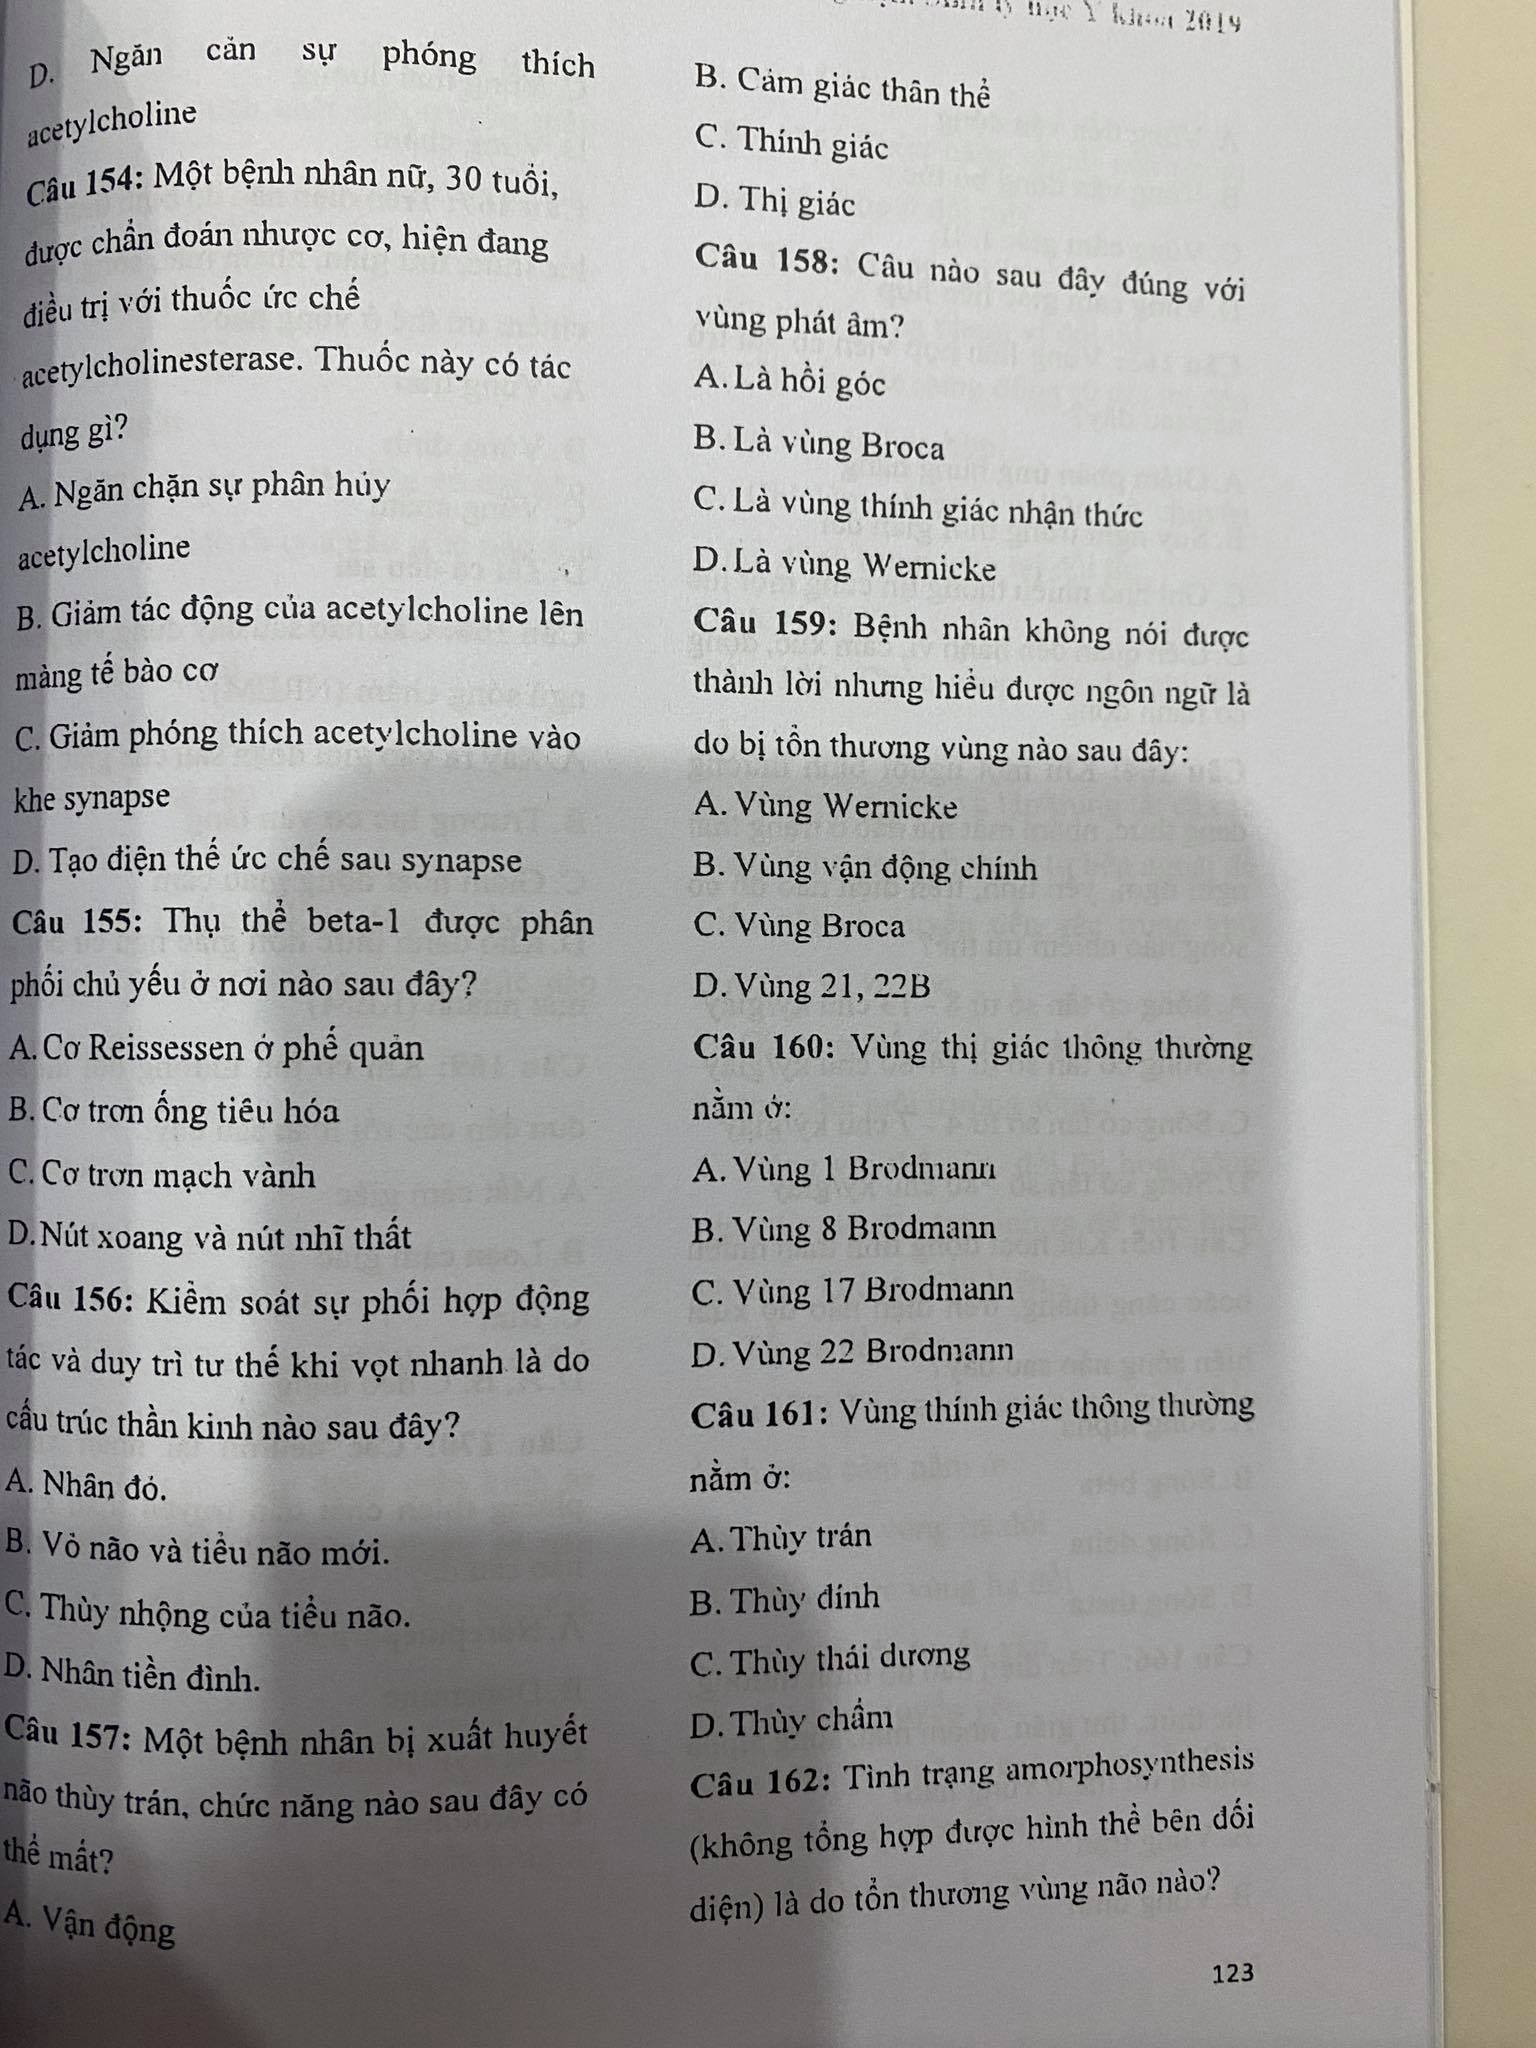 Y khoa 2019
D. Ngăn cản sự phóng thích
acetylcholine
Câu 154: Một bệnh nhân nữ, 30 tuổi,
được chẩn đoán nhược cơ, hiện đang
điều trị với thuốc ức chế
acetylcholinesterase. Thuốc này có tác
dụng gì?
A. Ngăn chặn sự phân hủy
acetylcholine
B. Giảm tác động của acetylcholine lên
màng tế bào cơ
C. Giảm phóng thích acetylcholine vào
khe synapse
D. Tạo điện thế ức chế sau synapse
Câu 155: Thụ thể beta-1 được phân
phối chủ yếu ở nơi nào sau đây?
A. Cơ Reissessen ở phế quản
B. Cơ trơn ống tiêu hóa
C. Cơ trơn mạch vành
D. Nút xoang và nút nhĩ thất
Câu 156: Kiểm soát sự phối hợp động
tác và duy trì tư thế khi vọt nhanh là do
cấu trúc thần kinh nào sau đây?
A. Nhân đỏ.
B. Vỏ não và tiểu não mới.
C. Thùy nhộng của tiểu não.
D. Nhân tiền đình.
Câu 157: Một bệnh nhân bị xuất huyết
não thùy trán, chức năng nào sau đây có
thể mất?
A. Vận động
B. Cảm giác thân thể
C. Thính giác
D. Thị giác
Câu 158: Câu nào sau đây đúng với
vùng phát âm?
A. Là hồi góc
B. Là vùng Broca
C. Là vùng thính giác nhận thức
D. Là vùng Wernicke
Câu 159: Bệnh nhân không nói được
thành lời nhưng hiểu được ngôn ngữ là
do bị tổn thương vùng nào sau đây:
A. Vùng Wernicke
B. Vùng vận động chính
C. Vùng Broca
D. Vùng 21, 22B
Câu 160: Vùng thị giác thông thường
nằm ở:
A. Vùng 1 Brodmann
B. Vùng 8 Brodmann
C. Vùng 17 Brodmann
D. Vùng 22 Brodmann
Câu 161: Vùng thính giác thông thường
nằm ở:
A. Thùy trán
B. Thùy đính
C. Thùy thái dương
D. Thùy chẩm
Câu 162: Tình trạng amorphosynthesis
(không tổng hợp được hình thể bên đối
diện) là do tổn thương vùng não nào?
123